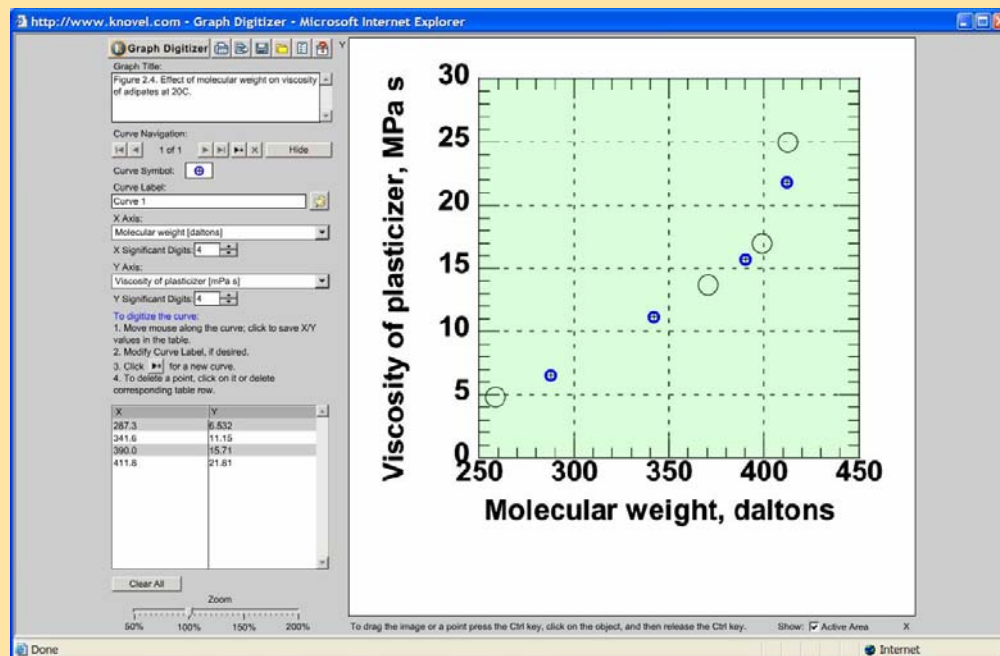 http://www.knovel.com - Graph Digitizer - Microsoft Internet Explorer
Graph Digitizer
Y
Graph Title:
Figure 2.4. Effect of molecular weight on viscosity
of adipates at 20C.
Curve Navigation:
1 of 1
Hide
Curve Symbol:
Curve Label:
Curve 1
X Axis:
Molecular weight [daltons]
X Significant Digits: 4
Y Axis:
Viscosity of plasticizer [mPa s]
Y Significant Digits: 4
To digitize the curve:
1. Move mouse along the curve; click to save X/Y
values in the table.
2. Modify Curve Label, if desired.
3. Click for a new curve.
4. To delete a point, click on it or delete
corresponding table row.
X Y
287.3 6.532
341.6 11.15
390.0 15.71
411.8 21.81
Clear All
Zoom
50% 100% 150% 200%
Viscosity of plasticizer, MPa s
30
25
20
15
10
5
0
250 300 350 400 450
Molecular weight, daltons
To drag the image or a point press the Ctrl key, click on the object, and then release the Ctrl key.
Show: Active Area
X
Done
Internet